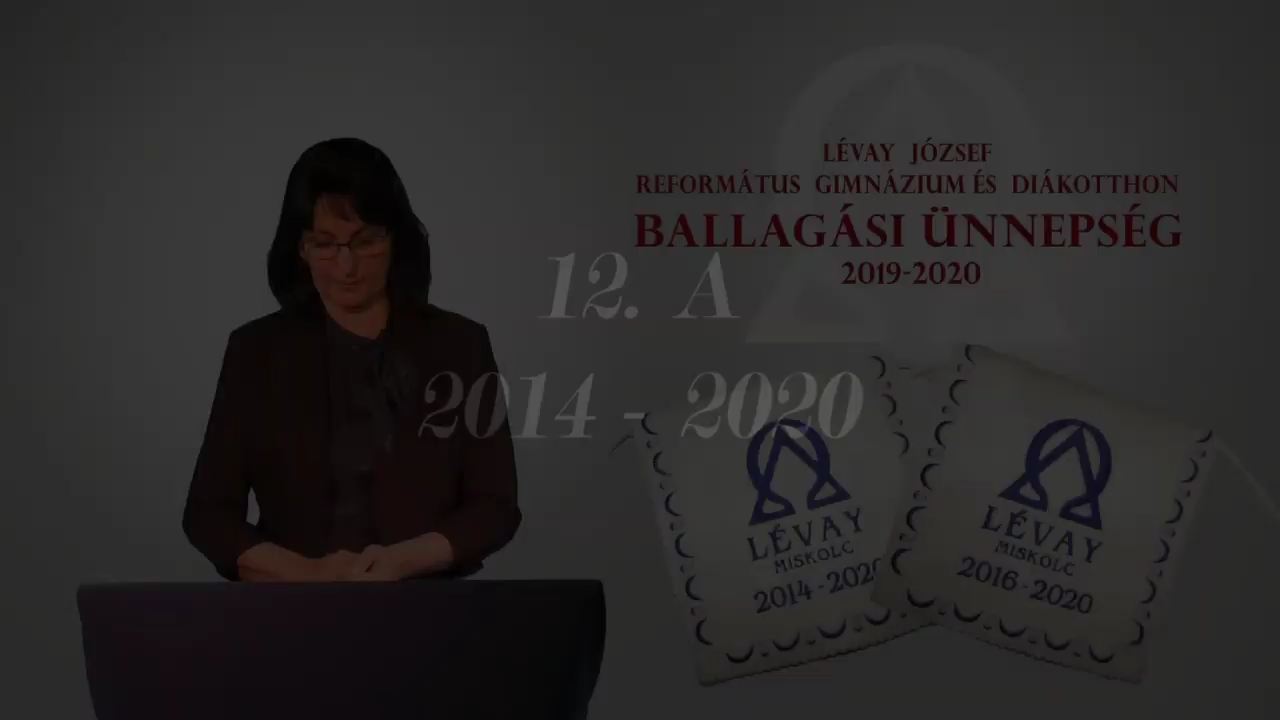 LÉVAY JÓZSEF
REFORMÁTUS GIMNÁZIUM ÉS DIÁKOTTHON
BALLAGÁSI ÜNNEPSÉG
2019-2020
12. A
2014 - 2020
LÉVAY
MISKOLC
2014-2020
LÉVAY
MISKOLC
2016-2020